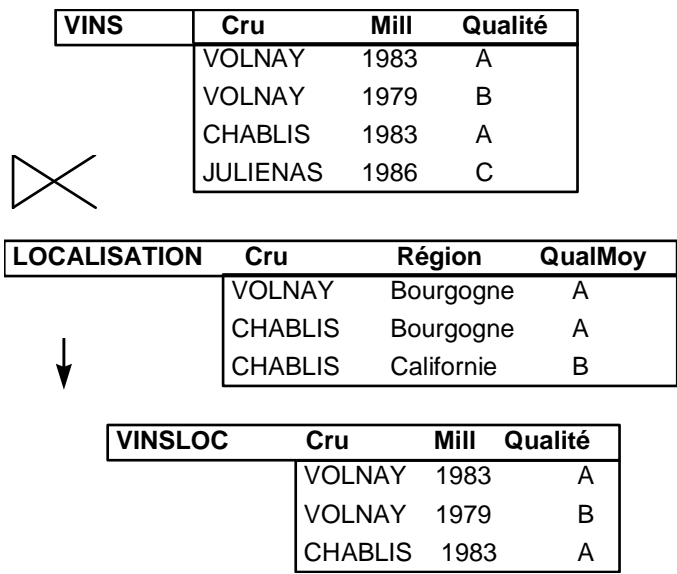 VINS Cru Mill Qualité
VOLNAY 1983 A
VOLNAY 1979 B
CHABLIS 1983 A
JULIENAS 1986 C
LOCALISATION Cru Région QualMoy
VOLNAY Bourgogne A
CHABLIS Bourgogne A
CHABLIS Californie B
VINSLOC Cru Mill Qualité
VOLNAY 1983 A
VOLNAY 1979 B
CHABLIS 1983 A